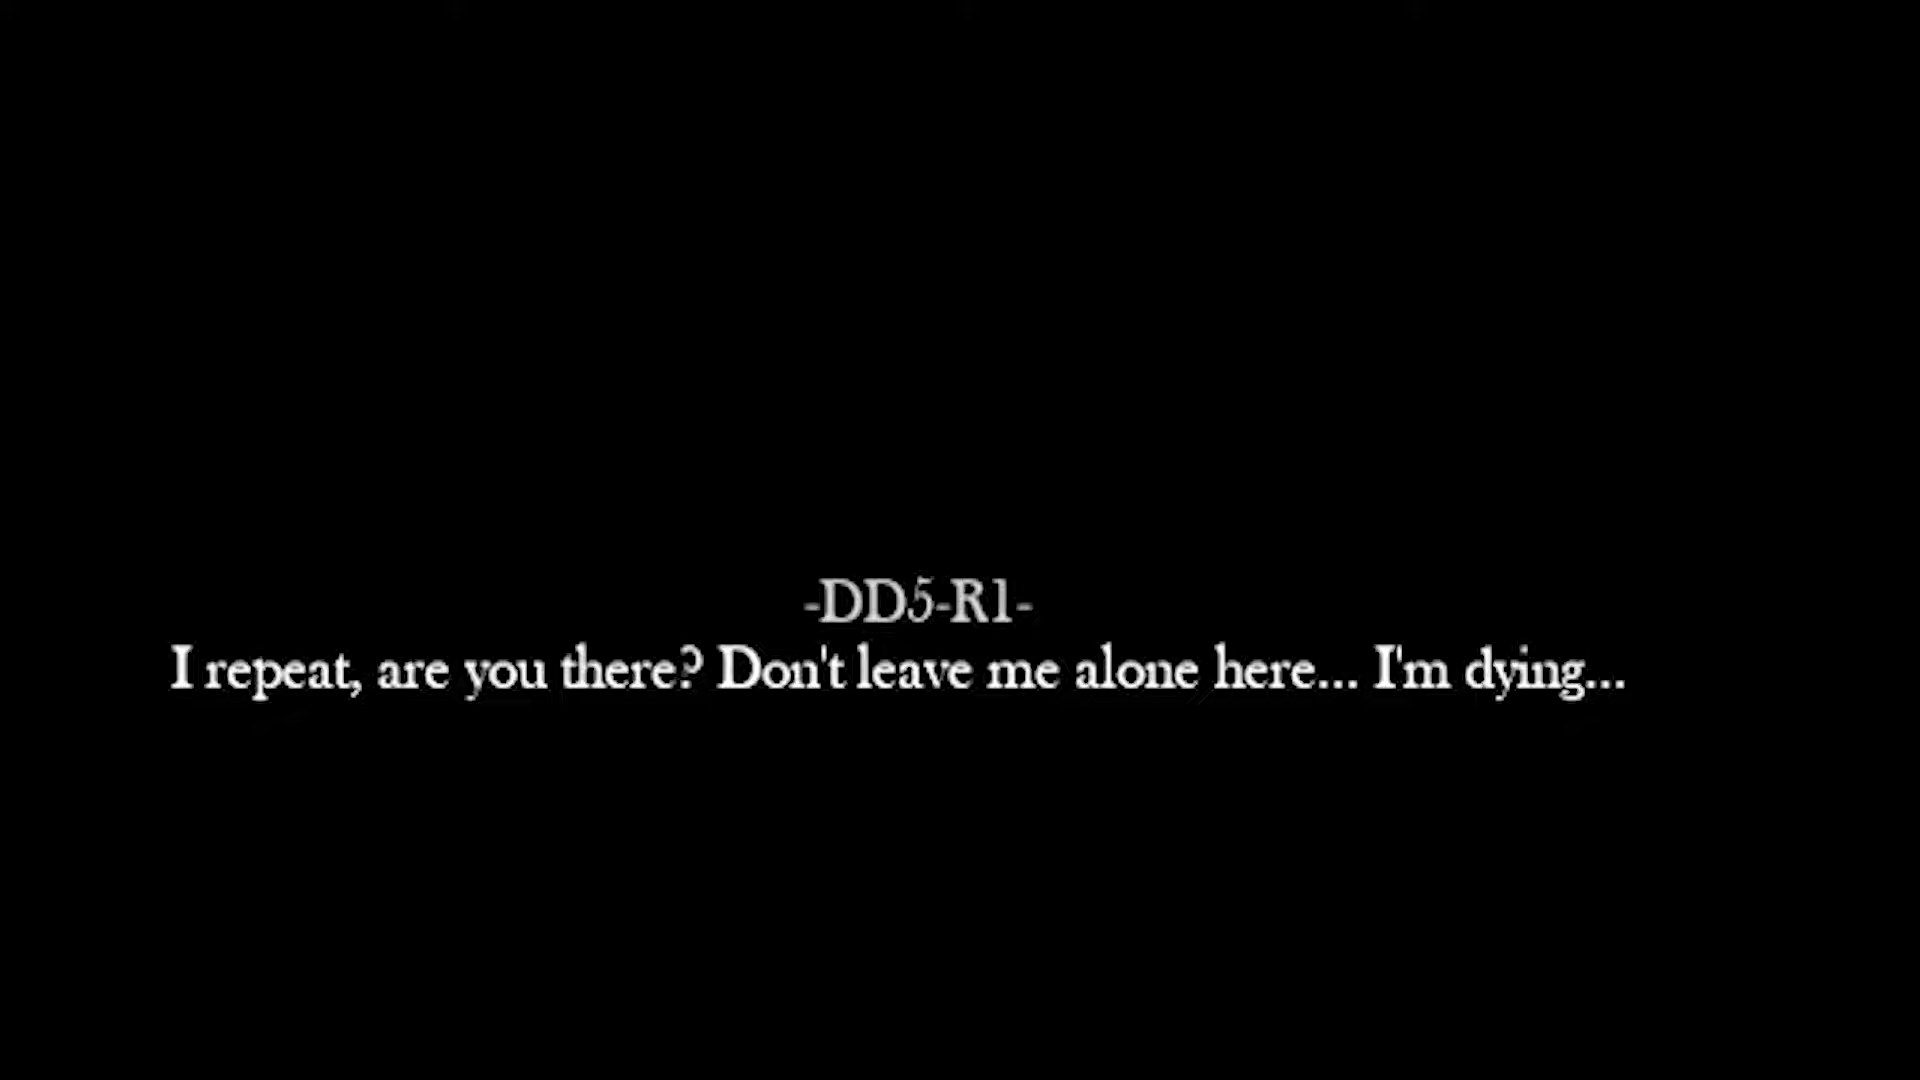 -DD5-R1-
I repeat, are you there? Don't leave me alone here... I'm dying...